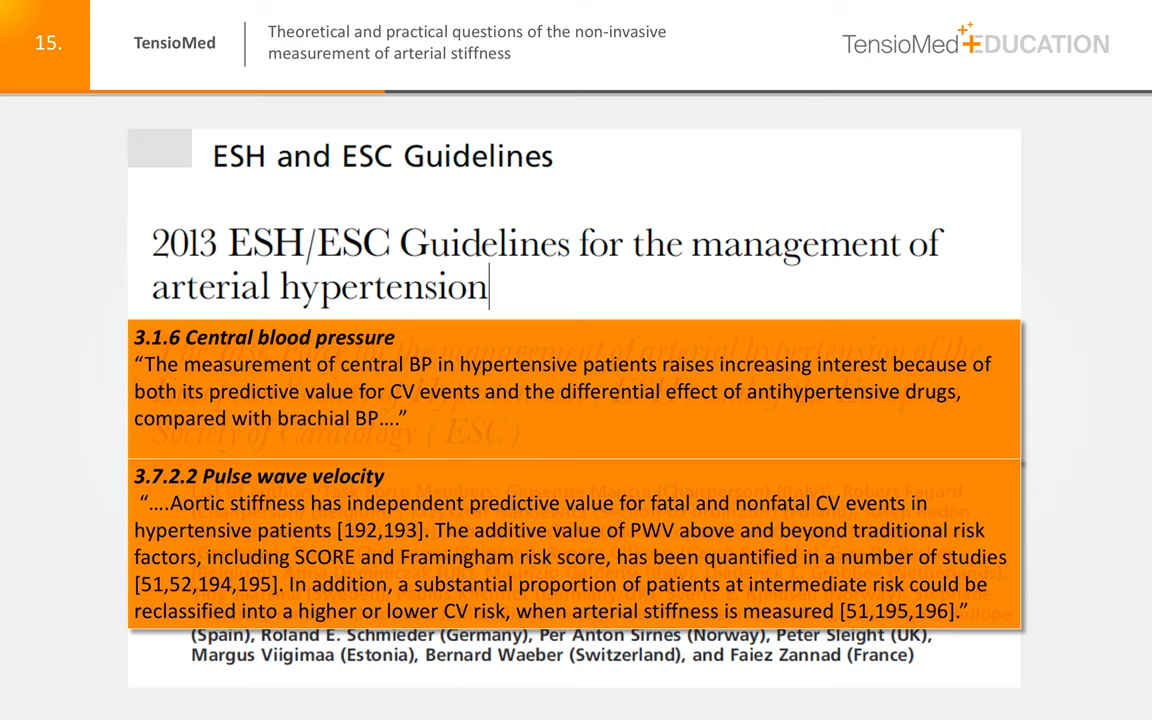 15.
TensioMed
Theoretical and practical questions of the non-invasive
measurement of arterial stiffness
TensioMed EDUCATION
ESH and ESC Guidelines
2013 ESH/ESC Guidelines for the management of
arterial hypertension
3.1.6 Central blood pressure
“The measurement of central BP in hypertensive patients raises increasing interest because of
both its predictive value for CV events and the differential effect of antihypertensive drugs,
compared with brachial BP....”
3.7.2.2 Pulse wave velocity
“....Aortic stiffness has independent predictive value for fatal and nonfatal CV events in
hypertensive patients [192,193]. The additive value of PWV above and beyond traditional risk
factors, including SCORE and Framingham risk score, has been quantified in a number of studies
[51,52,194,195]. In addition, a substantial proportion of patients at intermediate risk could be
reclassified into a higher or lower CV risk, when arterial stiffness is measured [51,195,196].”
(Spain), Roland E. Schmieder (Germany), Per Anton Sirnes (Norway), Peter Sleight (UK),
Margus Viigimaa (Estonia), Bernard Waeber (Switzerland), and Faiez Zannad (France)